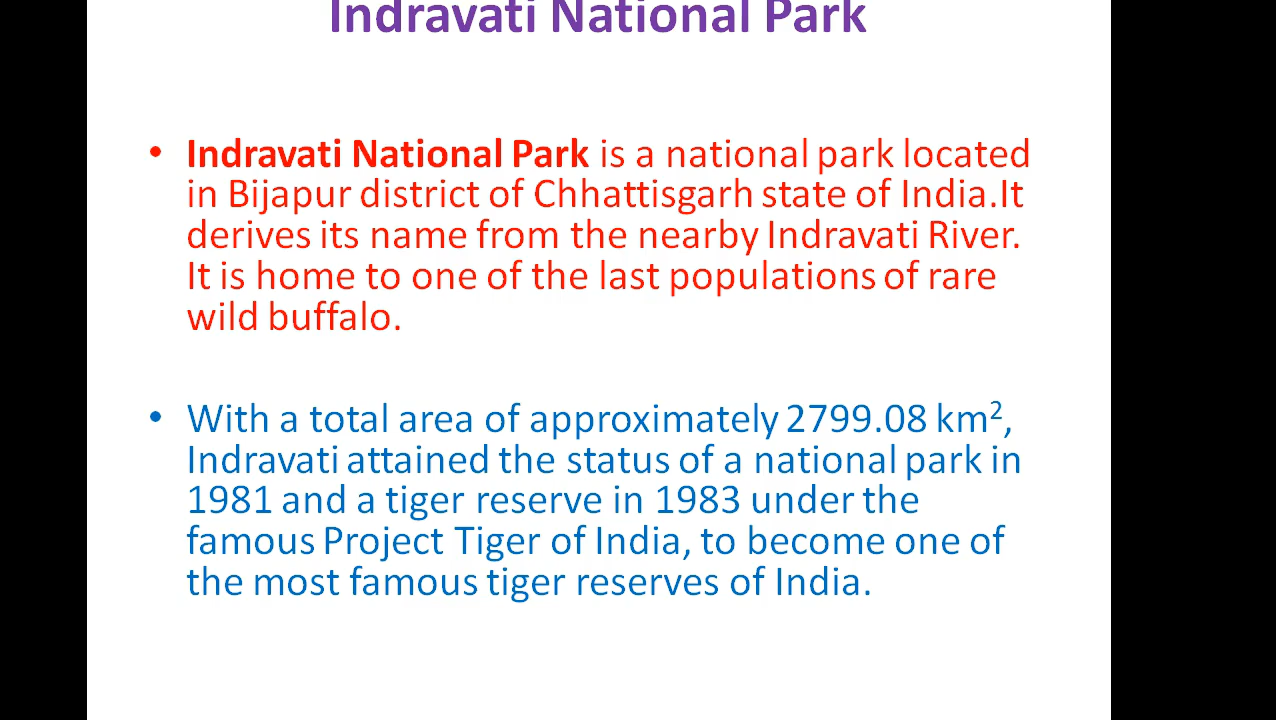 Indravati National Park
• Indravati National Park is a national park located
in Bijapur district of Chhattisgarh state of India.It
derives its name from the nearby Indravati River.
It is home to one of the last populations of rare
wild buffalo.
• With a total area of approximately 2799.08 km²,
Indravati attained the status of a national park in
1981 and a tiger reserve in 1983 under the
famous Project Tiger of India, to become one of
the most famous tiger reserves of India.